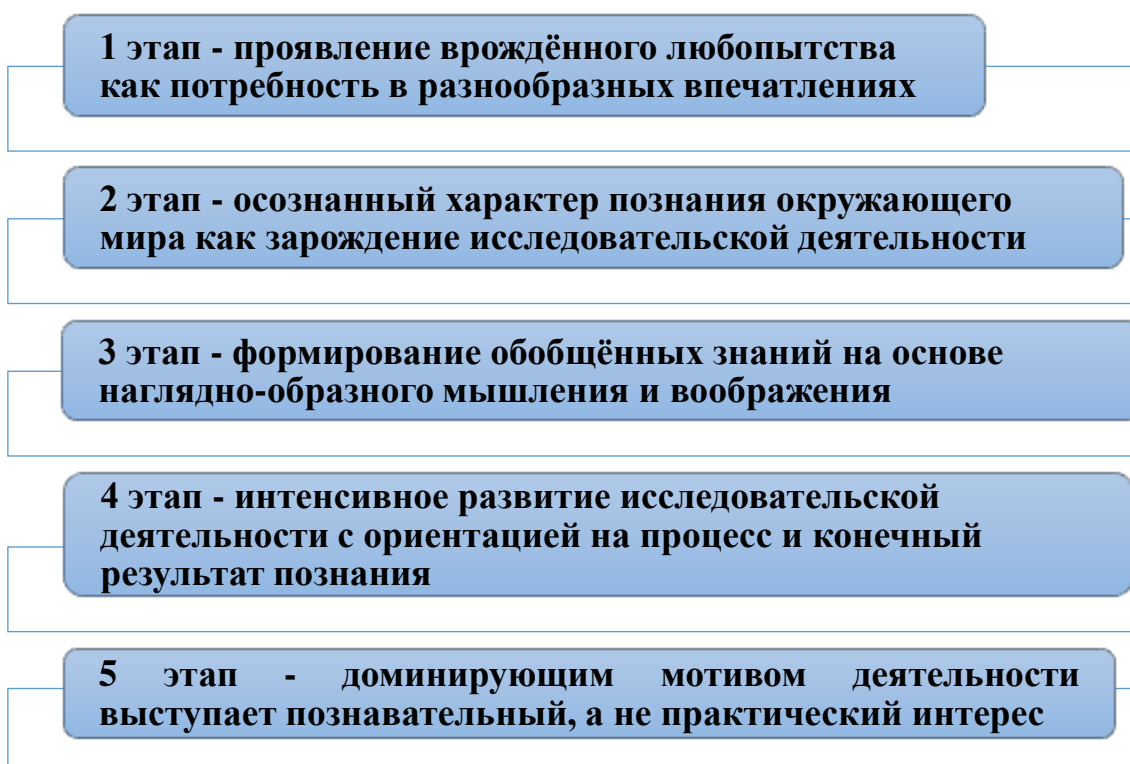 1 этап - проявление врождённого любопытства
как потребность в разнообразных впечатлениях
2 этап - осознанный характер познания окружающего
мира как зарождение исследовательской деятельности
3 этап - формирование обобщённых знаний на основе
наглядно-образного мышления и воображения
4 этап - интенсивное развитие исследовательской
деятельности с ориентацией на процесс и конечный
результат познания
5 этап - доминирующим мотивом деятельности
выступает познавательный, а не практический интерес